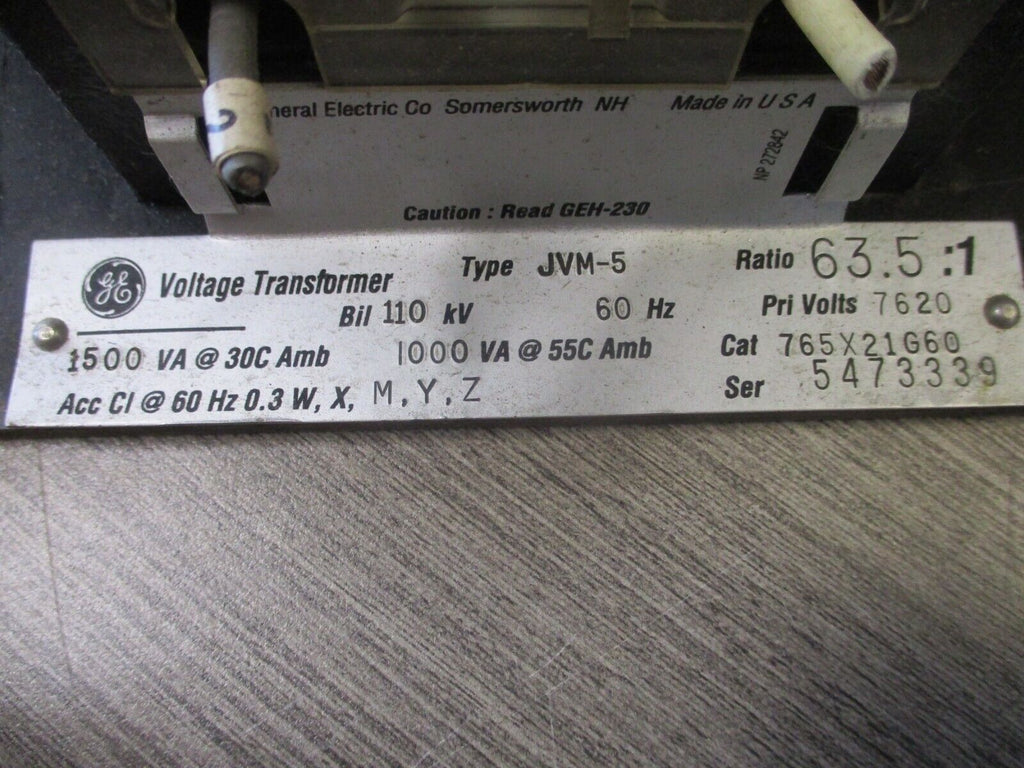 neral Electric Co Somersworth NH Made in U S A
NP 272842
Caution : Read GEH-230
GE Voltage Transformer Type JVM-5 Ratio 63.5 :1
Bil 110 kV 60 Hz Pri Volts 7620
1500 VA @ 30C Amb 1000 VA @ 55C Amb Cat 765X21G60
Acc Cl @ 60 Hz 0.3 W, X, M, Y, Z Ser 5473339